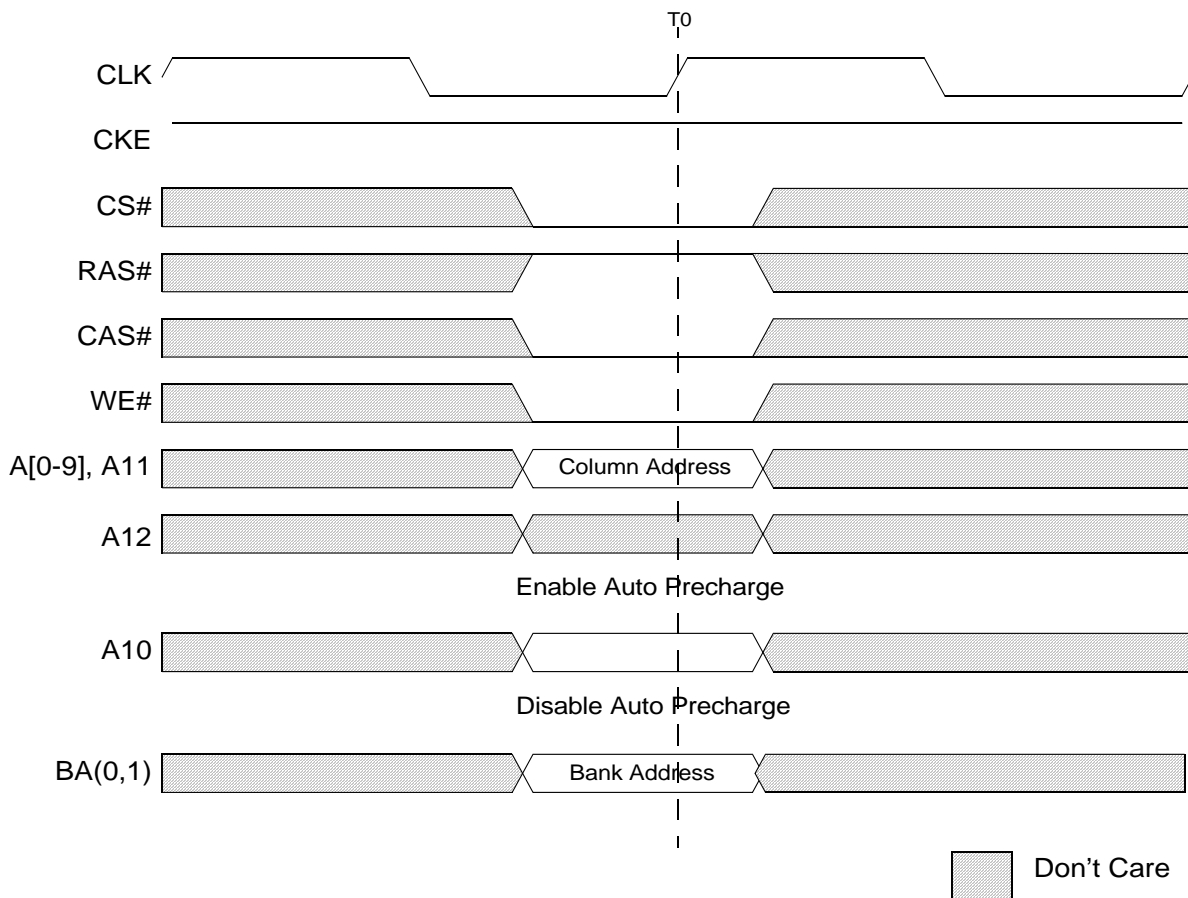 T0
CLK
CKE
CS#
RAS#
CAS#
WE#
A[0-9], A11
Column Address
A12
Enable Auto Precharge
A10
Disable Auto Precharge
BA(0,1)
Bank Address
Don't Care